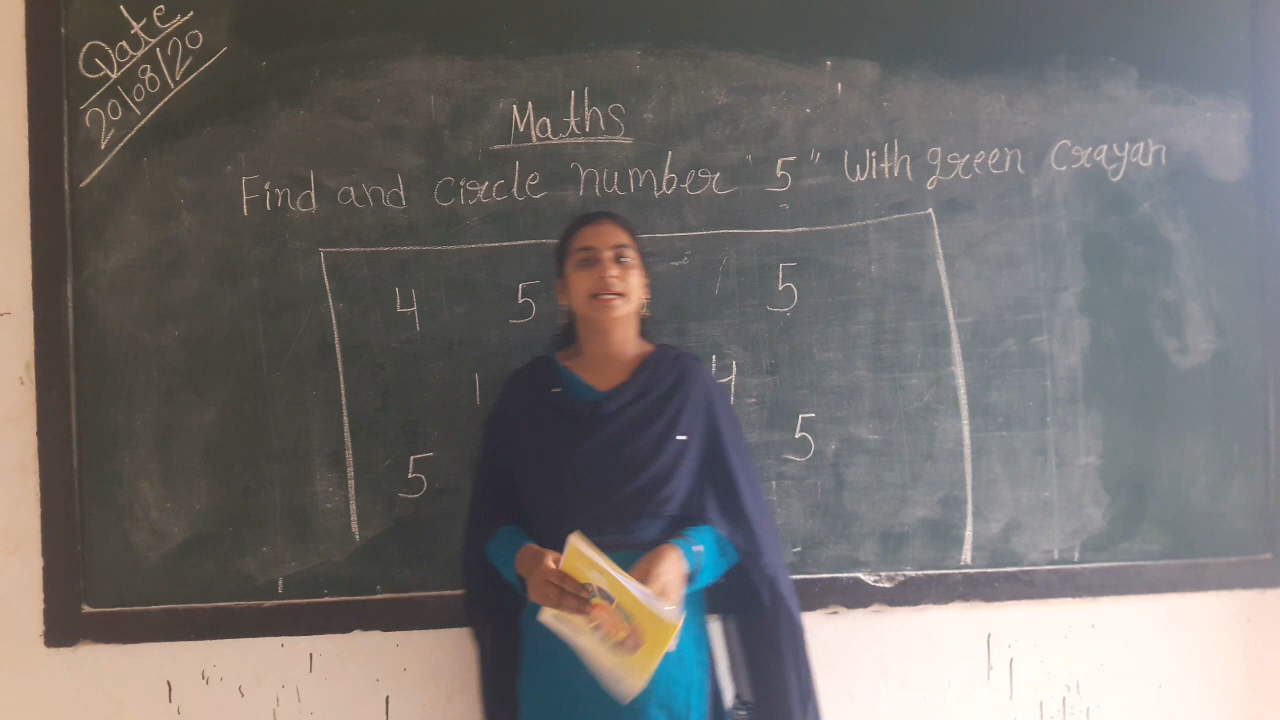 Date
20/08/20
Maths
Find and circle number "5" With green Crayan
4 5 5
1 4
5 5